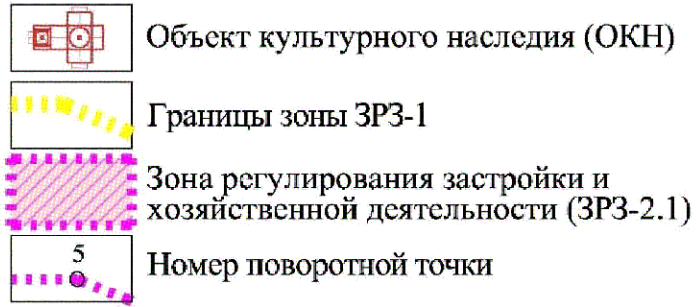 Объект культурного наследия (ОКН)
Границы зоны ЗРЗ-1
Зона регулирования застройки и
хозяйственной деятельности (ЗРЗ-2.1)
5
Номер поворотной точки